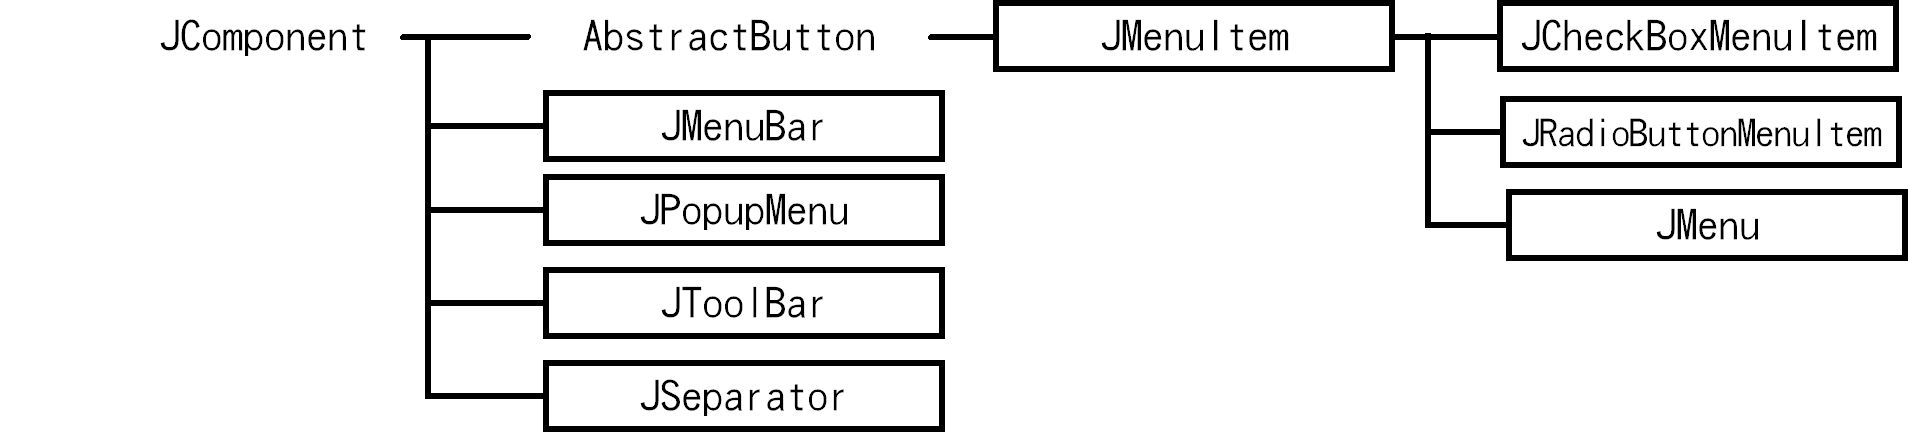 JComponent
AbstractButton
JMenuItem
JCheckBoxMenuItem
JMenuBar
JRadioButtonMenuItem
JPopupMenu
JMenu
JToolBar
JSeparator